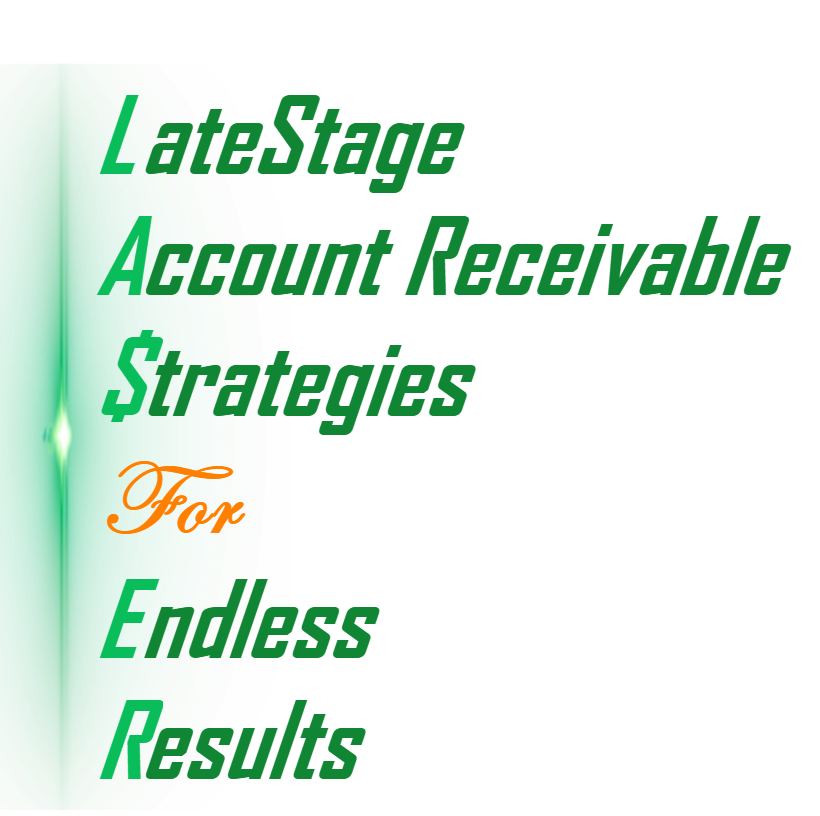 LateStage
Account Receivable
$trategies
For
Endless
Results